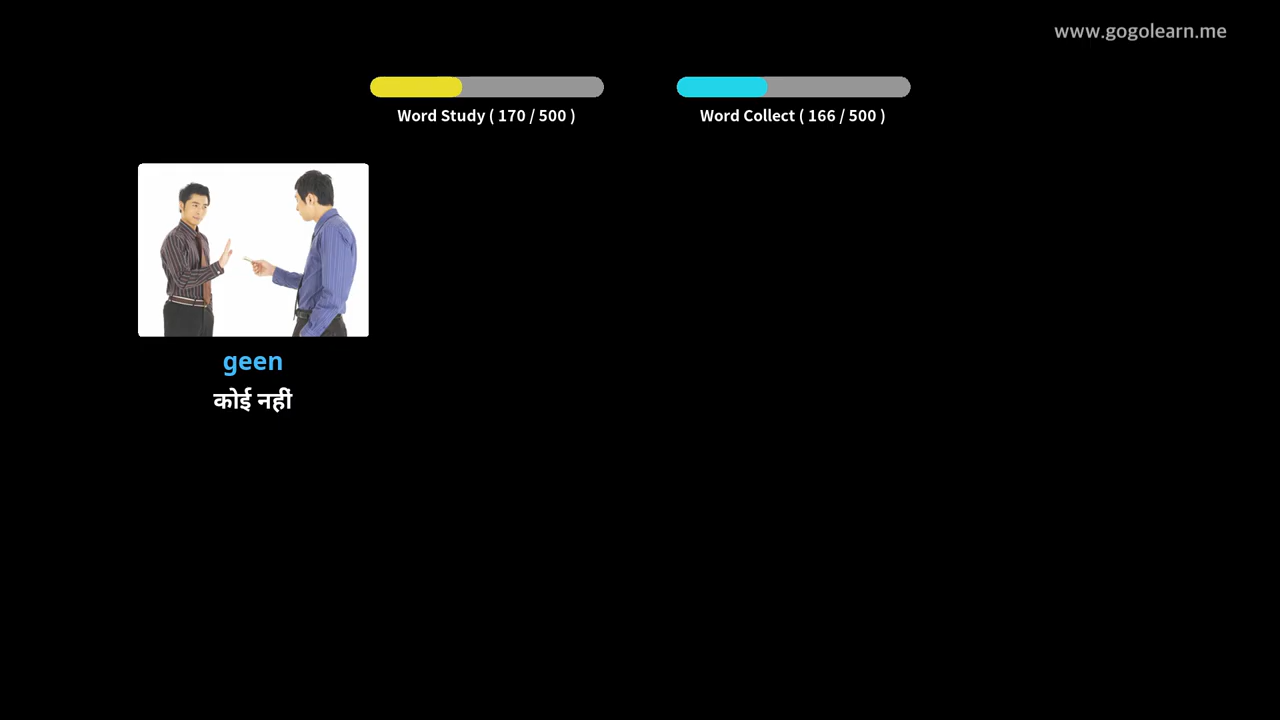 www.gogolearn.me
Word Study ( 170 / 500 )
Word Collect ( 166 / 500 )
geen
कोई नहीं